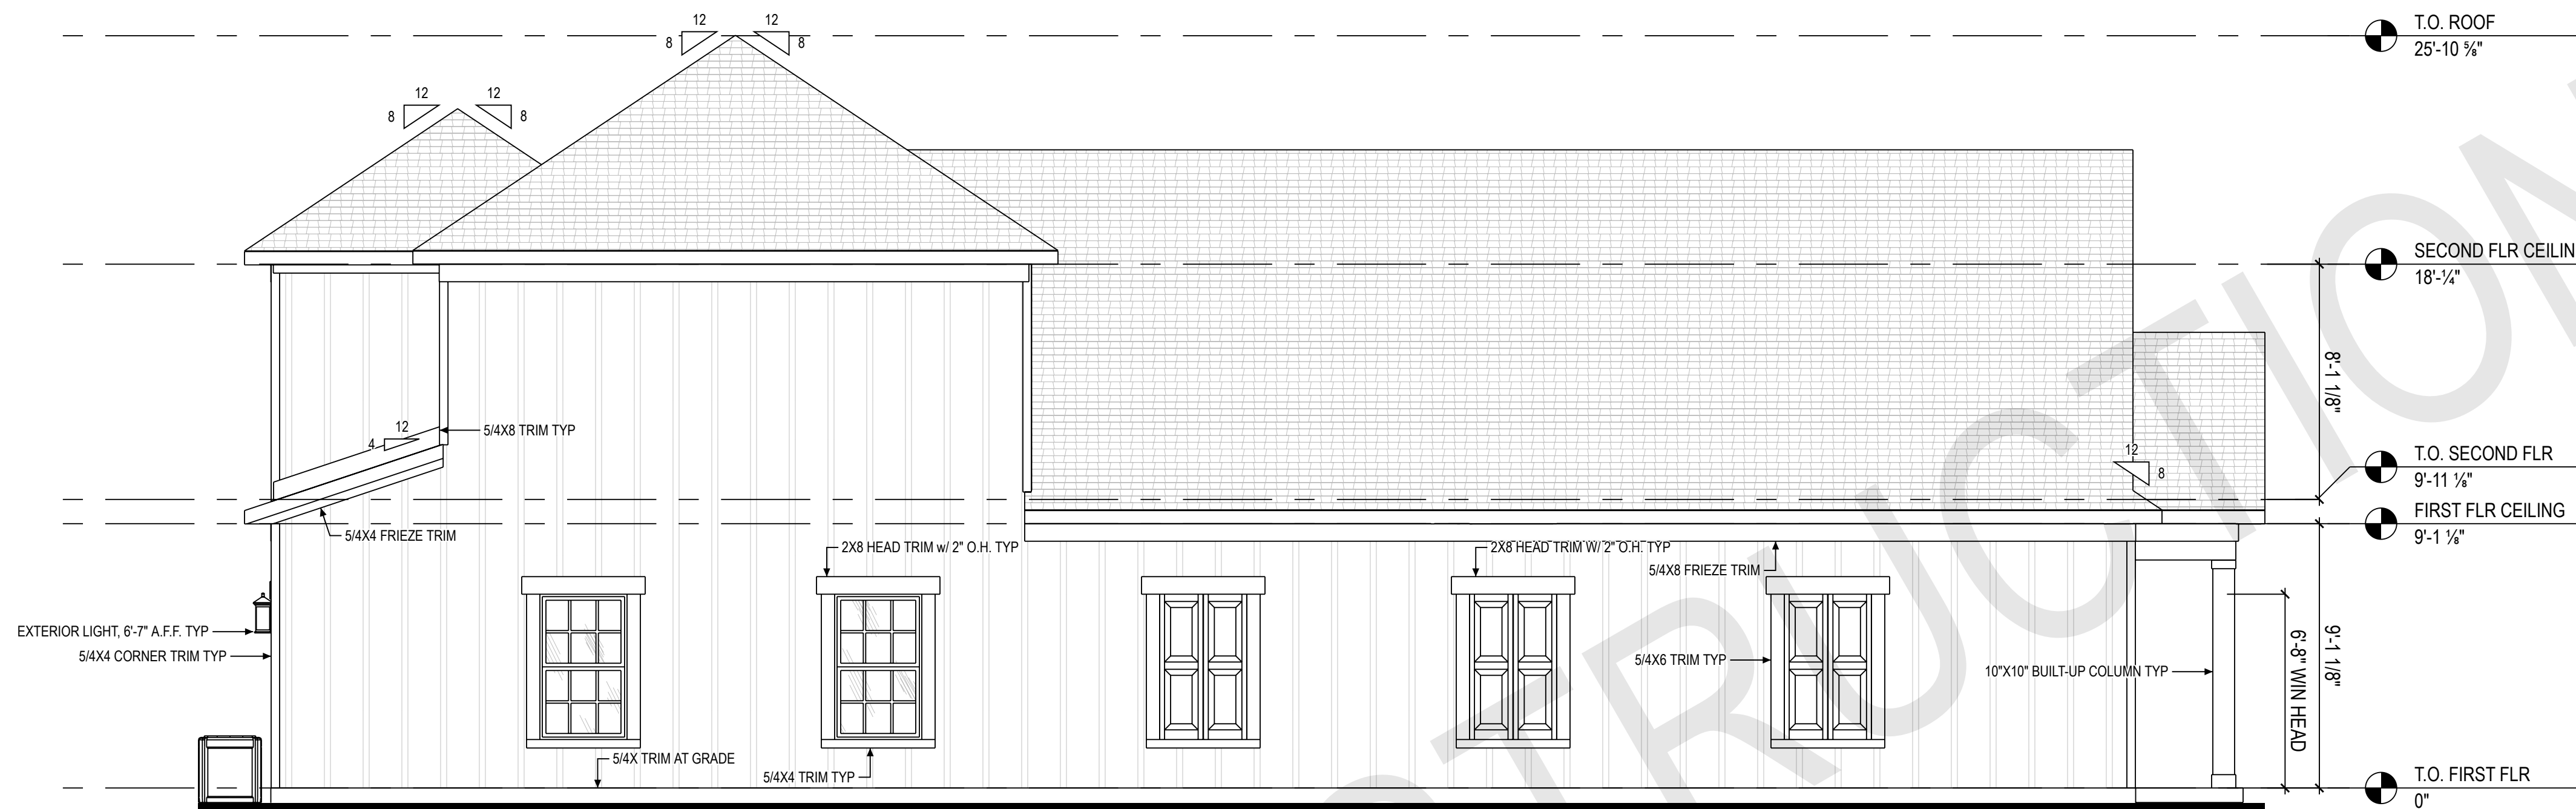 12 12
8 8
T.O. ROOF
25'-10 ⅝"
12 12
8 8
SECOND FLR CEILIN
18'-¼"
8'-1 1/8"
12
4
5/4X8 TRIM TYP
12
8
T.O. SECOND FLR
9'-11 ⅛"
FIRST FLR CEILING
9'-1 ⅛"
5/4X4 FRIEZE TRIM
2X8 HEAD TRIM w/ 2" O.H. TYP
2X8 HEAD TRIM W/ 2" O.H. TYP
5/4X8 FRIEZE TRIM
EXTERIOR LIGHT, 6'-7" A.F.F. TYP
5/4X4 CORNER TRIM TYP
5/4X6 TRIM TYP
10"X10" BUILT-UP COLUMN TYP
6'-8" WIN HEAD
9'-1 1/8"
5/4X TRIM AT GRADE
5/4X4 TRIM TYP
T.O. FIRST FLR
0"
STRUCTION